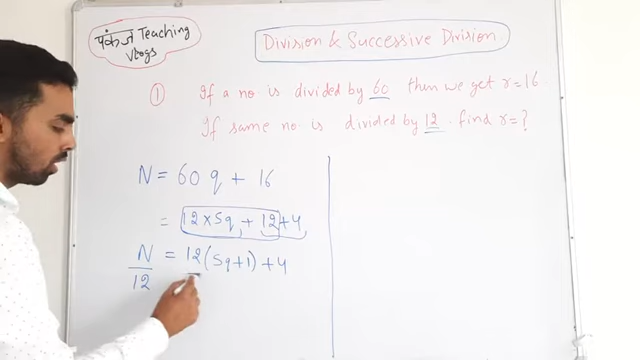 पंकज Teaching
Vlogs
Division & Successive Division
① If a no is divided by 60 then we get r=16
If same no is divided by 12. find r=?
N = 60q + 16
= 12×5q + 12+4
N/12 = 12(5q+1)+4